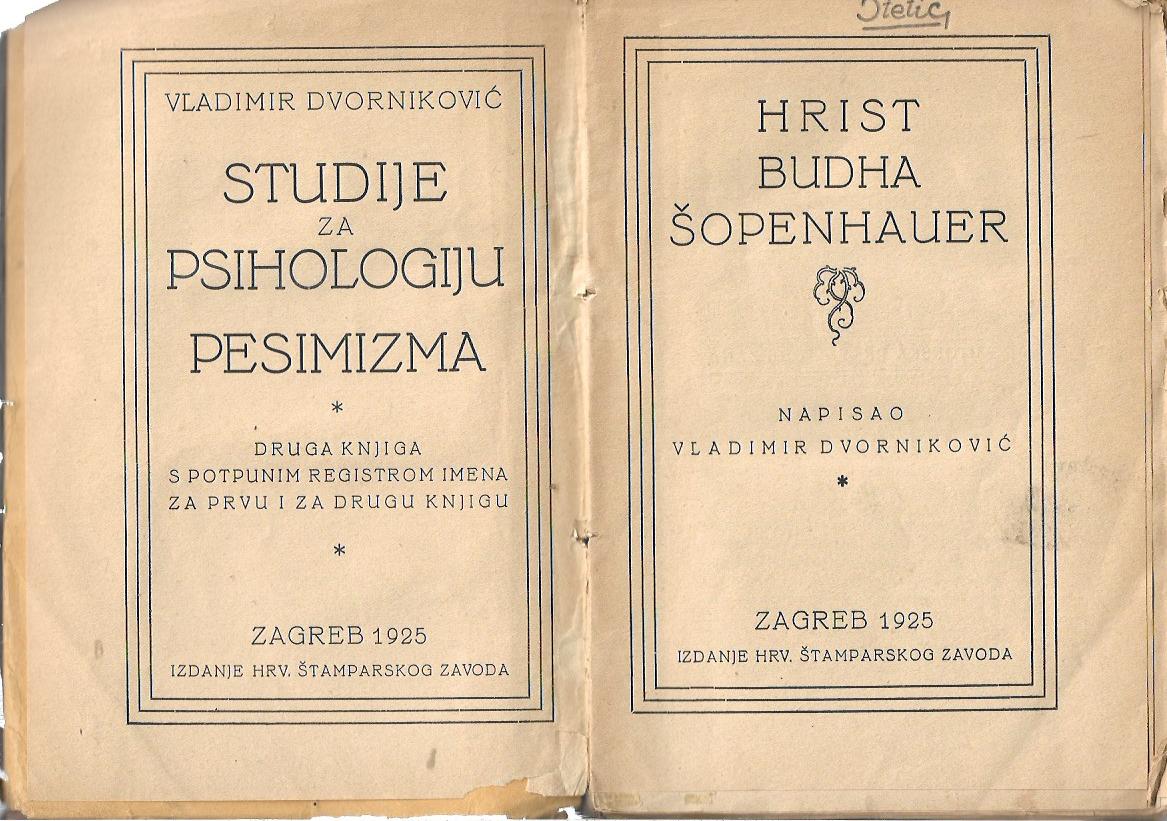 VLADIMIR DVORNIKOVIĆ
STUDIJE
ZA
PSIHOLOGIJU
PESIMIZMA
*
DRUGA KNJIGA
S POTPUNIM REGISTROM IMENA
ZA PRVU I ZA DRUGU KNJIGU
*
ZAGREB 1925
IZDANJE HRV. ŠTAMPARSKOG ZAVODA
HRIST
BUDHA
ŠOPENHAUER
NAPISAO
VLADIMIR DVORNIKOVIĆ
*
ZAGREB 1925
IZDANJE HRV. ŠTAMPARSKOG ZAVODA